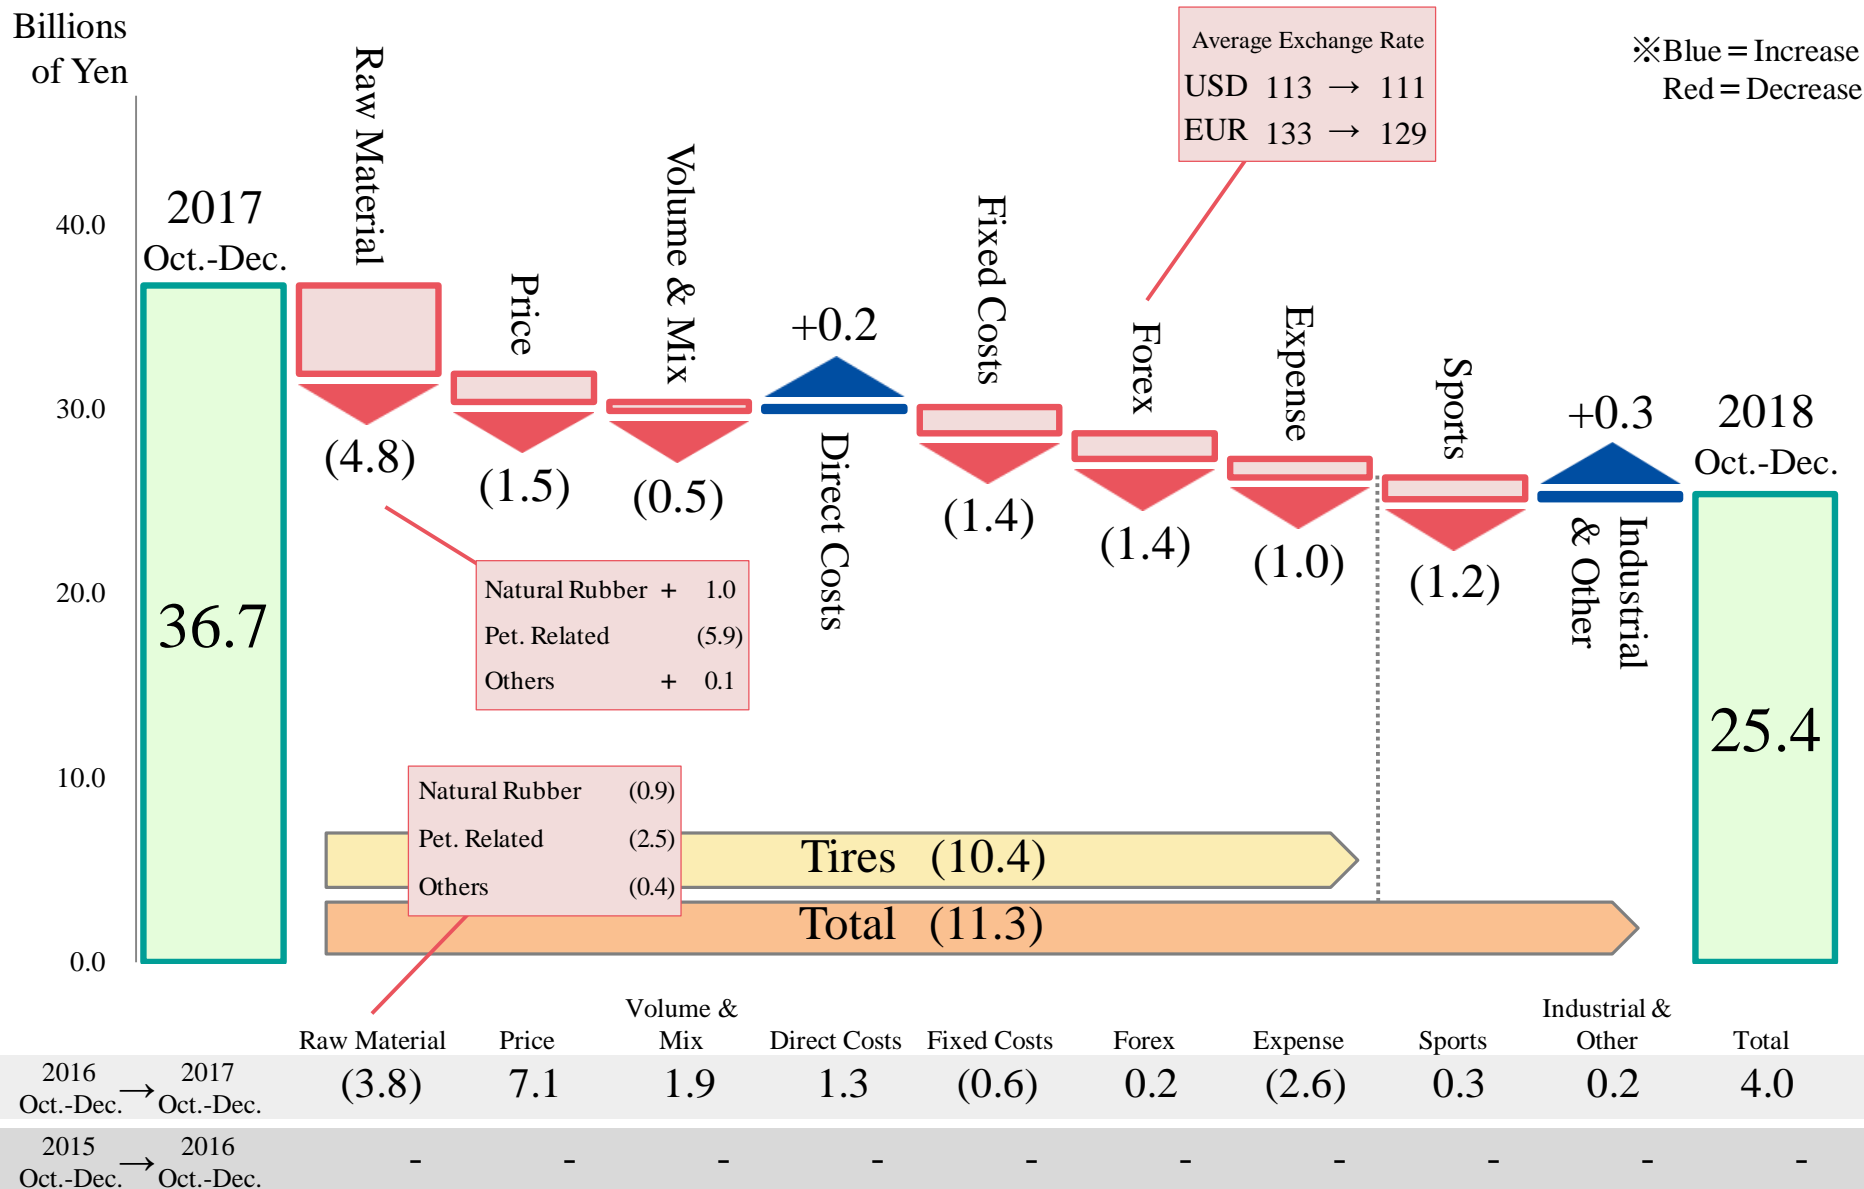 Billions
of Yen
※Blue＝Increase
Red＝Decrease
Average Exchange Rate
USD 113 → 111
EUR 133 → 129
40.0
30.0
20.0
10.0
0.0
2017
Oct.-Dec.
36.7
Raw Material
(4.8)
Price
(1.5)
Volume & Mix
(0.5)
+0.2
Direct Costs
Fixed Costs
(1.4)
Forex
(1.4)
Expense
(1.0)
Sports
(1.2)
+0.3
Industrial
& Other
2018
Oct.-Dec.
25.4
Natural Rubber + 1.0
Pet. Related (5.9)
Others + 0.1
Natural Rubber (0.9)
Pet. Related (2.5)
Others (0.4)
Tires (10.4)
Total (11.3)
Raw Material Price Volume & Mix Direct Costs Fixed Costs Forex Expense Sports Industrial & Other Total
2016 Oct.-Dec. → 2017 Oct.-Dec. (3.8) 7.1 1.9 1.3 (0.6) 0.2 (2.6) 0.3 0.2 4.0
2015 Oct.-Dec. → 2016 Oct.-Dec. - - - - - - - - - -